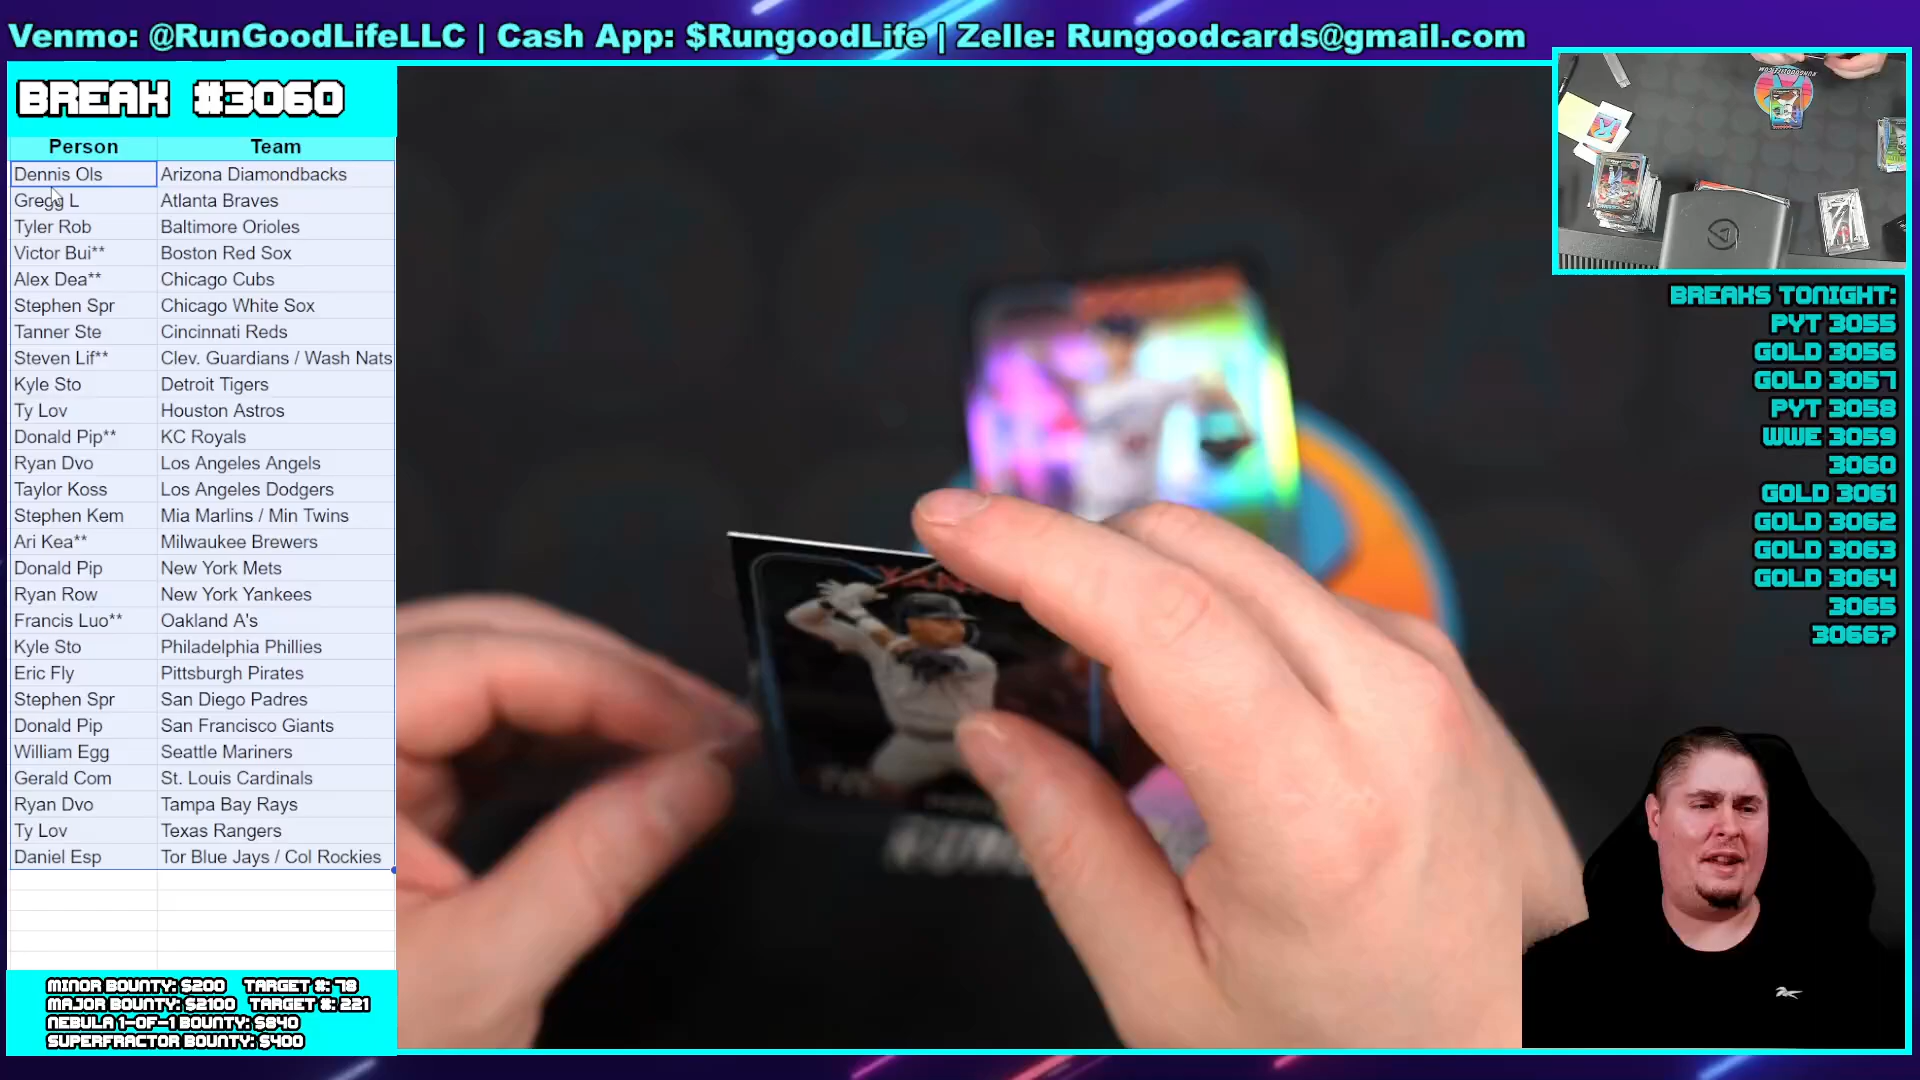 Venmo: @RunGoodLifeLLC | Cash App: $RungoodLife | Zelle: Rungoodcards@gmail.com
BREAK #3060
Person Team
Dennis Ols Arizona Diamondbacks
Gregg L Atlanta Braves
Tyler Rob Baltimore Orioles
Victor Bui** Boston Red Sox
Alex Dea** Chicago Cubs
Stephen Spr Chicago White Sox
Tanner Ste Cincinnati Reds
Steven Lif** Clev. Guardians / Wash Nats
Kyle Sto Detroit Tigers
Ty Lov Houston Astros
Donald Pip** KC Royals
Ryan Dvo Los Angeles Angels
Taylor Koss Los Angeles Dodgers
Stephen Kem Mia Marlins / Min Twins
Ari Kea** Milwaukee Brewers
Donald Pip New York Mets
Ryan Row New York Yankees
Francis Luo** Oakland A's
Kyle Sto Philadelphia Phillies
Eric Fly Pittsburgh Pirates
Stephen Spr San Diego Padres
Donald Pip San Francisco Giants
William Egg Seattle Mariners
Gerald Com St. Louis Cardinals
Ryan Dvo Tampa Bay Rays
Ty Lov Texas Rangers
Daniel Esp Tor Blue Jays / Col Rockies
MINOR BOUNTY: $200 TARGET #: 78
MAJOR BOUNTY: $2100 TARGET #: 221
NEBULA 1-OF-1 BOUNTY: $840
SUPERFRACTOR BOUNTY: $400
BREAKS TONIGHT:
PYT 3055
GOLD 3056
GOLD 3057
PYT 3058
WWE 3059
3060
GOLD 3061
GOLD 3062
GOLD 3063
GOLD 3064
3065
3066?